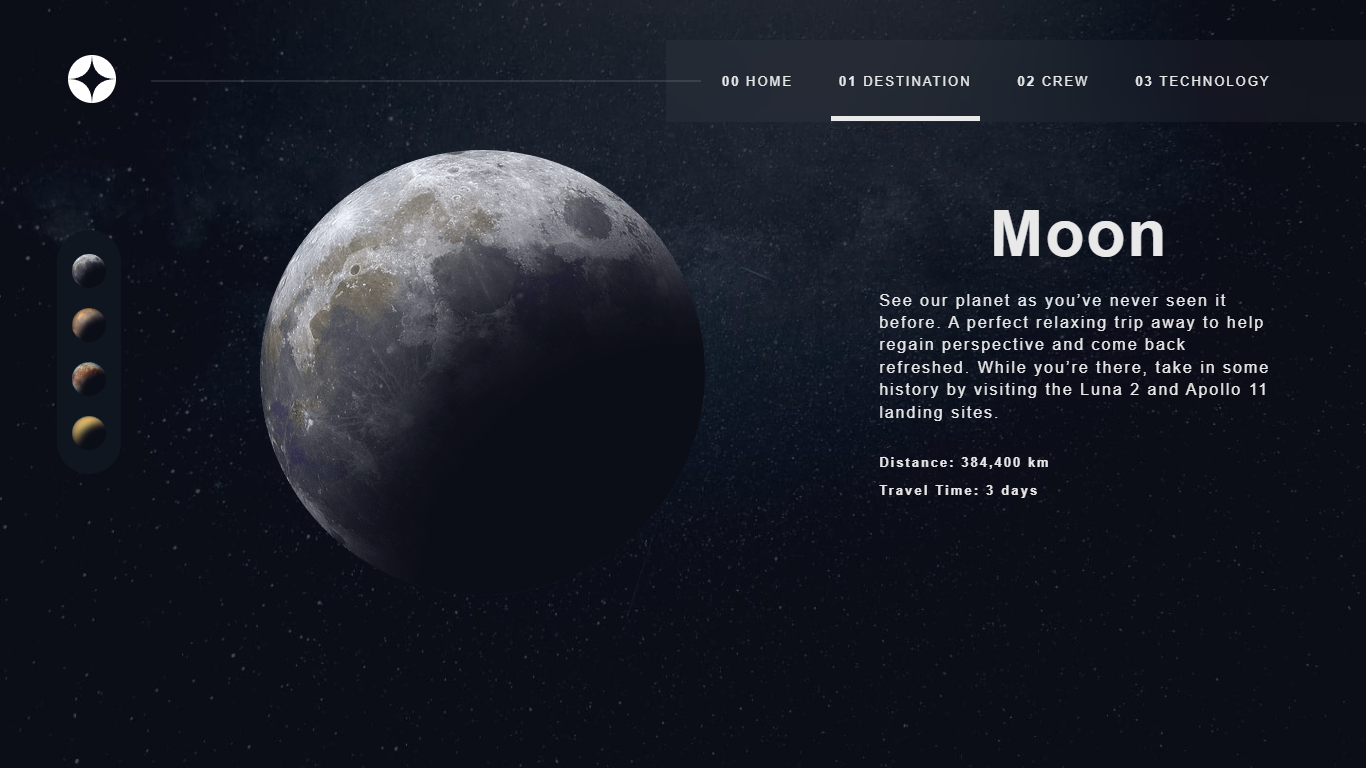 00 HOME
01 DESTINATION
02 CREW
03 TECHNOLOGY
Moon
See our planet as you’ve never seen it
before. A perfect relaxing trip away to help
regain perspective and come back
refreshed. While you’re there, take in some
history by visiting the Luna 2 and Apollo 11
landing sites.
Distance: 384,400 km
Travel Time: 3 days